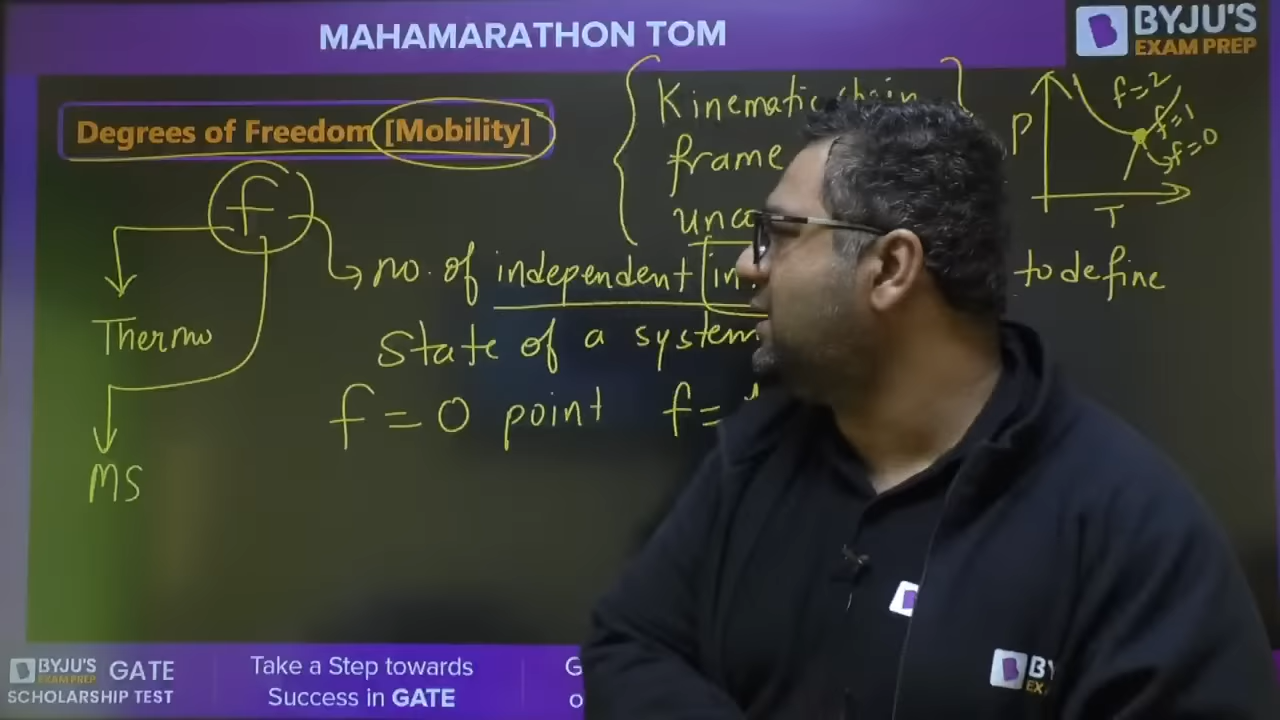 MAHAMARATHON TOM
BYJU'S
EXAM PREP
Degrees of Freedom [Mobility]
Kinematic chain
frame
f=2
f=1
f=0
P
T
f
no. of independent to define
State of a system
Thermo
f = 0 point f =
MS
BYJU'S
EXAM PREP
GATE
SCHOLARSHIP TEST
Take a Step towards
Success in GATE
BY